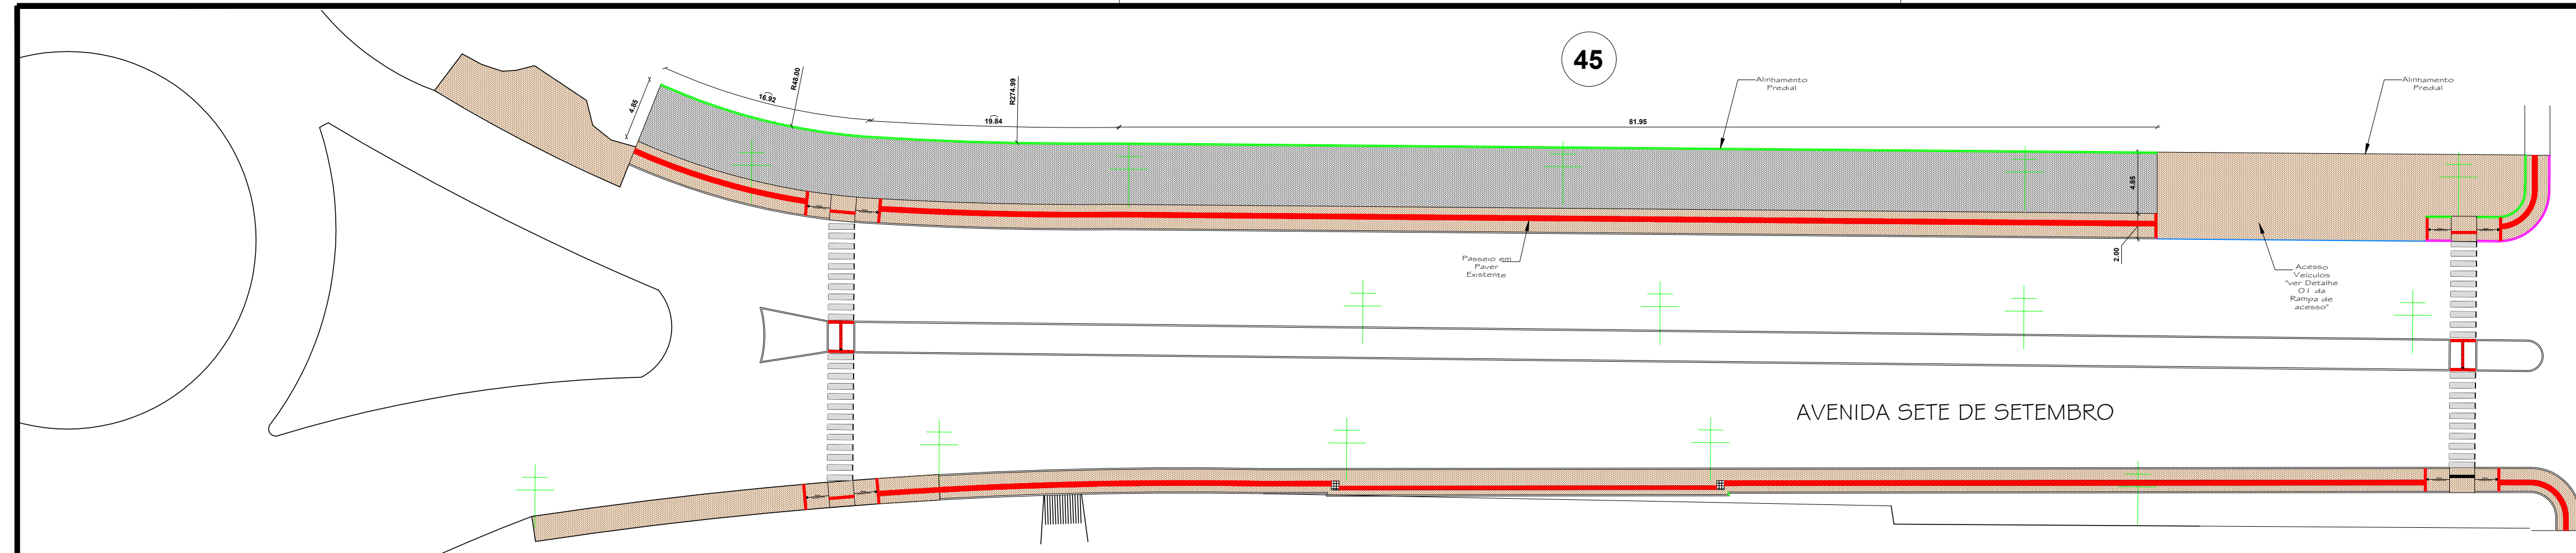 45
R48.00
R274.99
4.85
16.92
19.84
81.95
Alinhamento
Predial
Alinhamento
Predial
4.85
2.00
Passeio em
Paver
Existente
Acesso
Veículos
"ver Detalhe
01 da
Rampa de
acesso"
AVENIDA SETE DE SETEMBRO